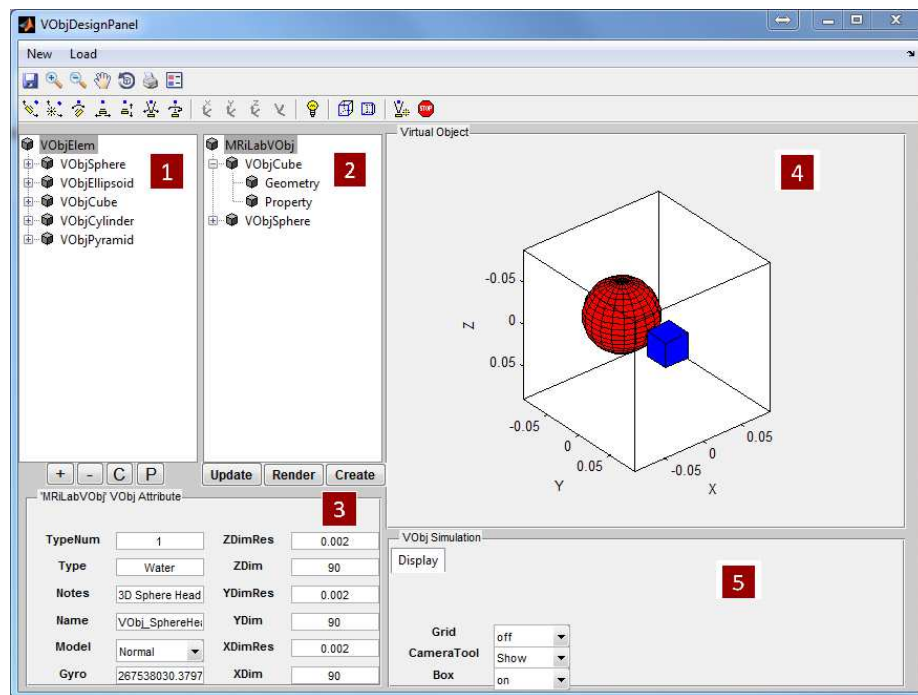 VObjDesignPanel
New Load
STOP
VObjElem
VObjSphere
VObjEllipsoid
VObjCube
VObjCylinder
VObjPyramid
1
MRiLabVObj
VObjCube
Geometry
Property
VObjSphere
2
Virtual Object
4
-0.05
0
0.05
Z
-0.05
0
0.05
Y
-0.05
0
0.05
X
+ - C P
Update Render Create
'MRiLabVObj' VObj Attribute
3
TypeNum 1 ZDimRes 0.002
Type Water ZDim 90
Notes 3D Sphere Head YDimRes 0.002
Name VObj_SphereHea YDim 90
Model Normal XDimRes 0.002
Gyro 267538030.3797 XDim 90
VObj Simulation
Display
5
Grid off
CameraTool Show
Box on